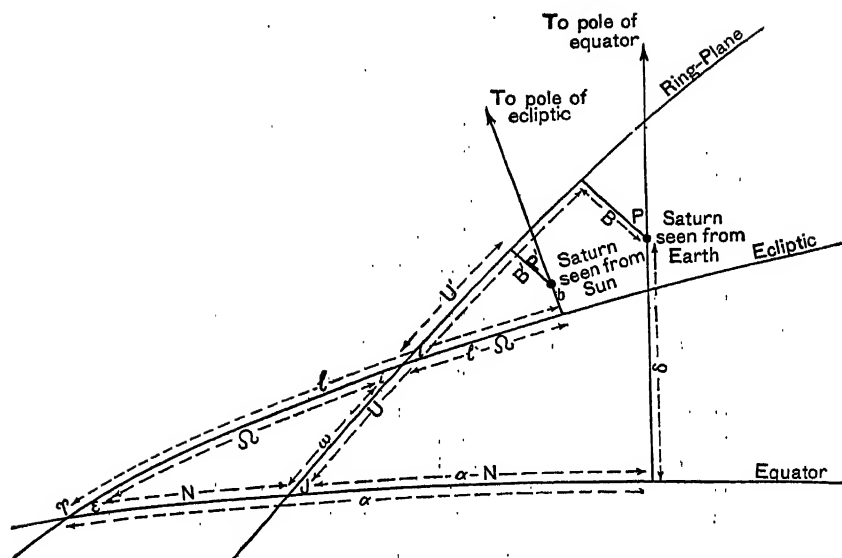 To pole of
equator
Ring-Plane
To pole of
ecliptic
P
B
Saturn
seen from
Earth
Ecliptic
P'
B'
Saturn
seen from
Sun
b
U'
i
l-Ω
l
i
U
Ω
ω
δ
α-N
N
J
Equator
♈
ε
α